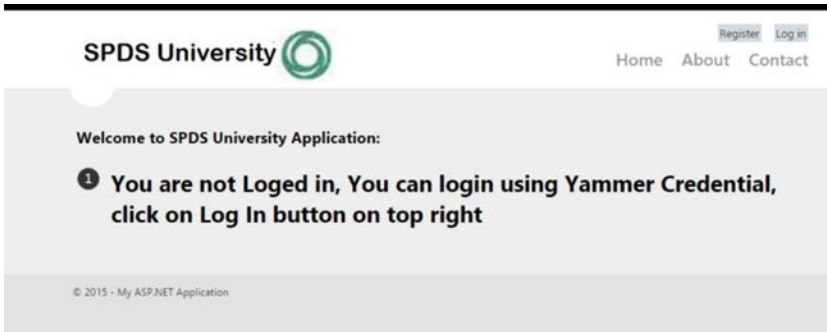 Register Log in
SPDS University
Home About Contact
Welcome to SPDS University Application:
1 You are not Loged in, You can login using Yammer Credential,
click on Log In button on top right
© 2015 - My ASP.NET Application